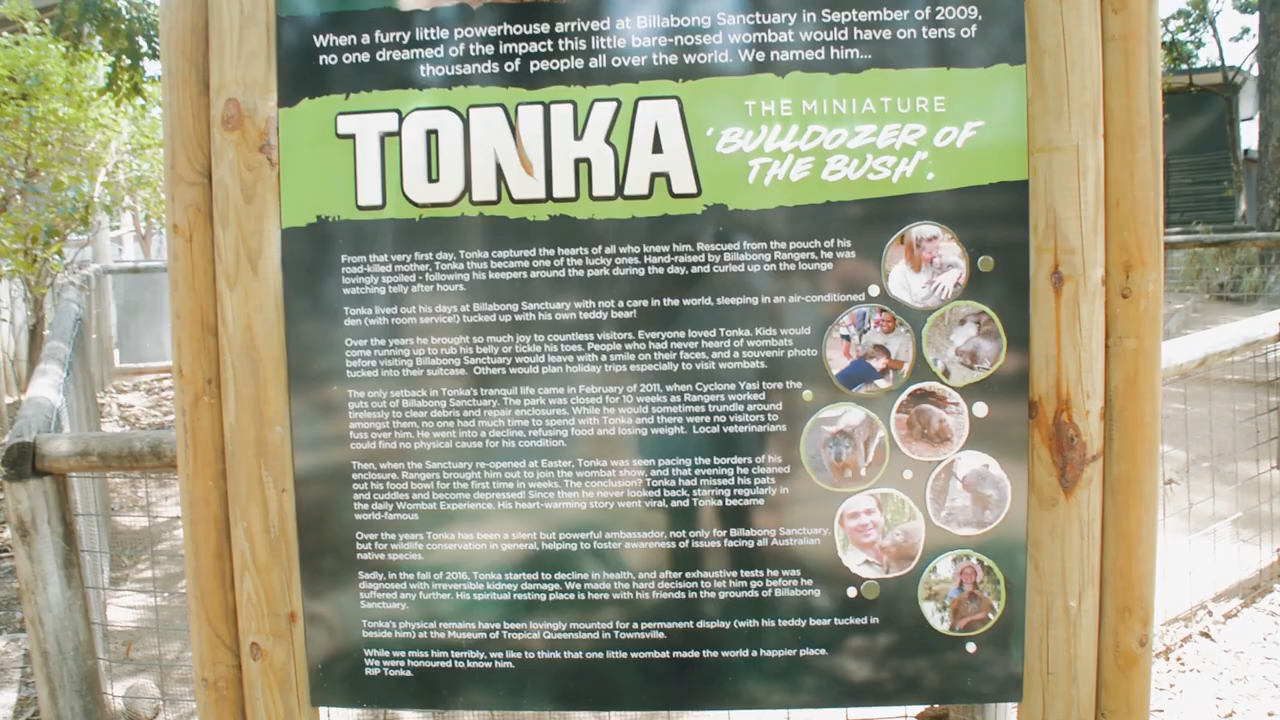 When a furry little powerhouse arrived at Billabong Sanctuary in September of 2009,
no one dreamed of the impact this little bare-nosed wombat would have on tens of
thousands of people all over the world. We named him...
TONKA
THE MINIATURE
'BULLDOZER OF
THE BUSH'.
From that very first day, Tonka captured the hearts of all who knew him. Rescued from the pouch of his
road-killed mother, Tonka thus became one of the lucky ones. Hand-raised by Billabong Rangers, he was
lovingly spoiled - following his keepers around the park during the day, and curled up on the lounge
watching telly after hours.
Tonka lived out his days at Billabong Sanctuary with not a care in the world, sleeping in an air-conditioned
den (with room service!) tucked up with his own teddy bear!
Over the years he brought so much joy to countless visitors. Everyone loved Tonka. Kids would
come running up to rub his belly or tickle his toes. People who had never heard of wombats
before visiting Billabong Sanctuary would leave with a smile on their faces, and a souvenir photo
tucked into their suitcase. Others would plan holiday trips especially to visit wombats.
The only setback in Tonka's tranquil life came in February of 2011, when Cyclone Yasi tore the
guts out of Billabong Sanctuary. The park was closed for 10 weeks as Rangers worked
tirelessly to clear debris and repair enclosures. While he would sometimes trundle around
amongst them, no one had much time to spend with Tonka and there were no visitors to
fuss over him. He went into a decline, refusing food and losing weight. Local veterinarians
could find no physical cause for his condition.
Then, when the Sanctuary re-opened at Easter, Tonka was seen pacing the borders of his
enclosure. Rangers brought him out to join the wombat show, and that evening he cleaned
out his food bowl for the first time in weeks. The conclusion? Tonka had missed his pats
and cuddles and become depressed! Since then he never looked back, starring regularly in
the daily Wombat Experience. His heart-warming story went viral, and Tonka became
world-famous
Over the years Tonka has been a silent but powerful ambassador, not only for Billabong Sanctuary,
but for wildlife conservation in general, helping to foster awareness of issues facing all Australian
native species.
Sadly, in the fall of 2016, Tonka started to decline in health, and after exhaustive tests he was
diagnosed with irreversible kidney damage. We made the hard decision to let him go before he
suffered any further. His spiritual resting place is here with his friends in the grounds of Billabong
Sanctuary.
Tonka's physical remains have been lovingly mounted for a permanent display (with his teddy bear tucked in
beside him) at the Museum of Tropical Queensland in Townsville.
While we miss him terribly, we like to think that one little wombat made the world a happier place.
We were honoured to know him.
RIP Tonka.